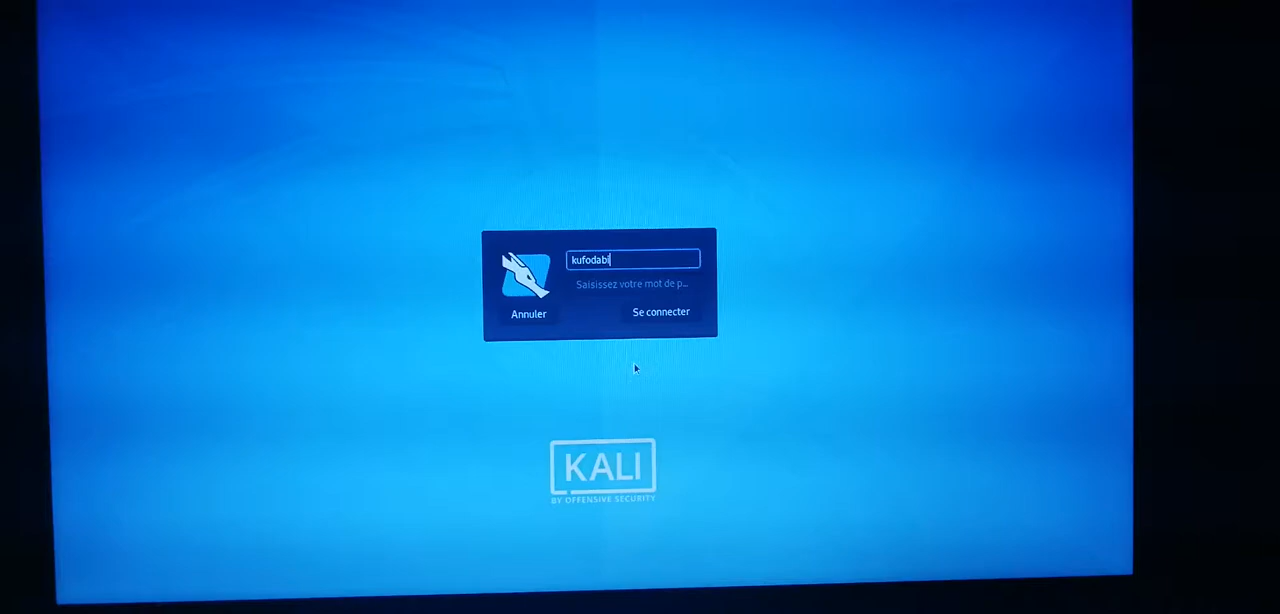 kufodabi
Saisissez votre mot de p...
Annuler
Se connecter
KALI
BY OFFENSIVE SECURITY